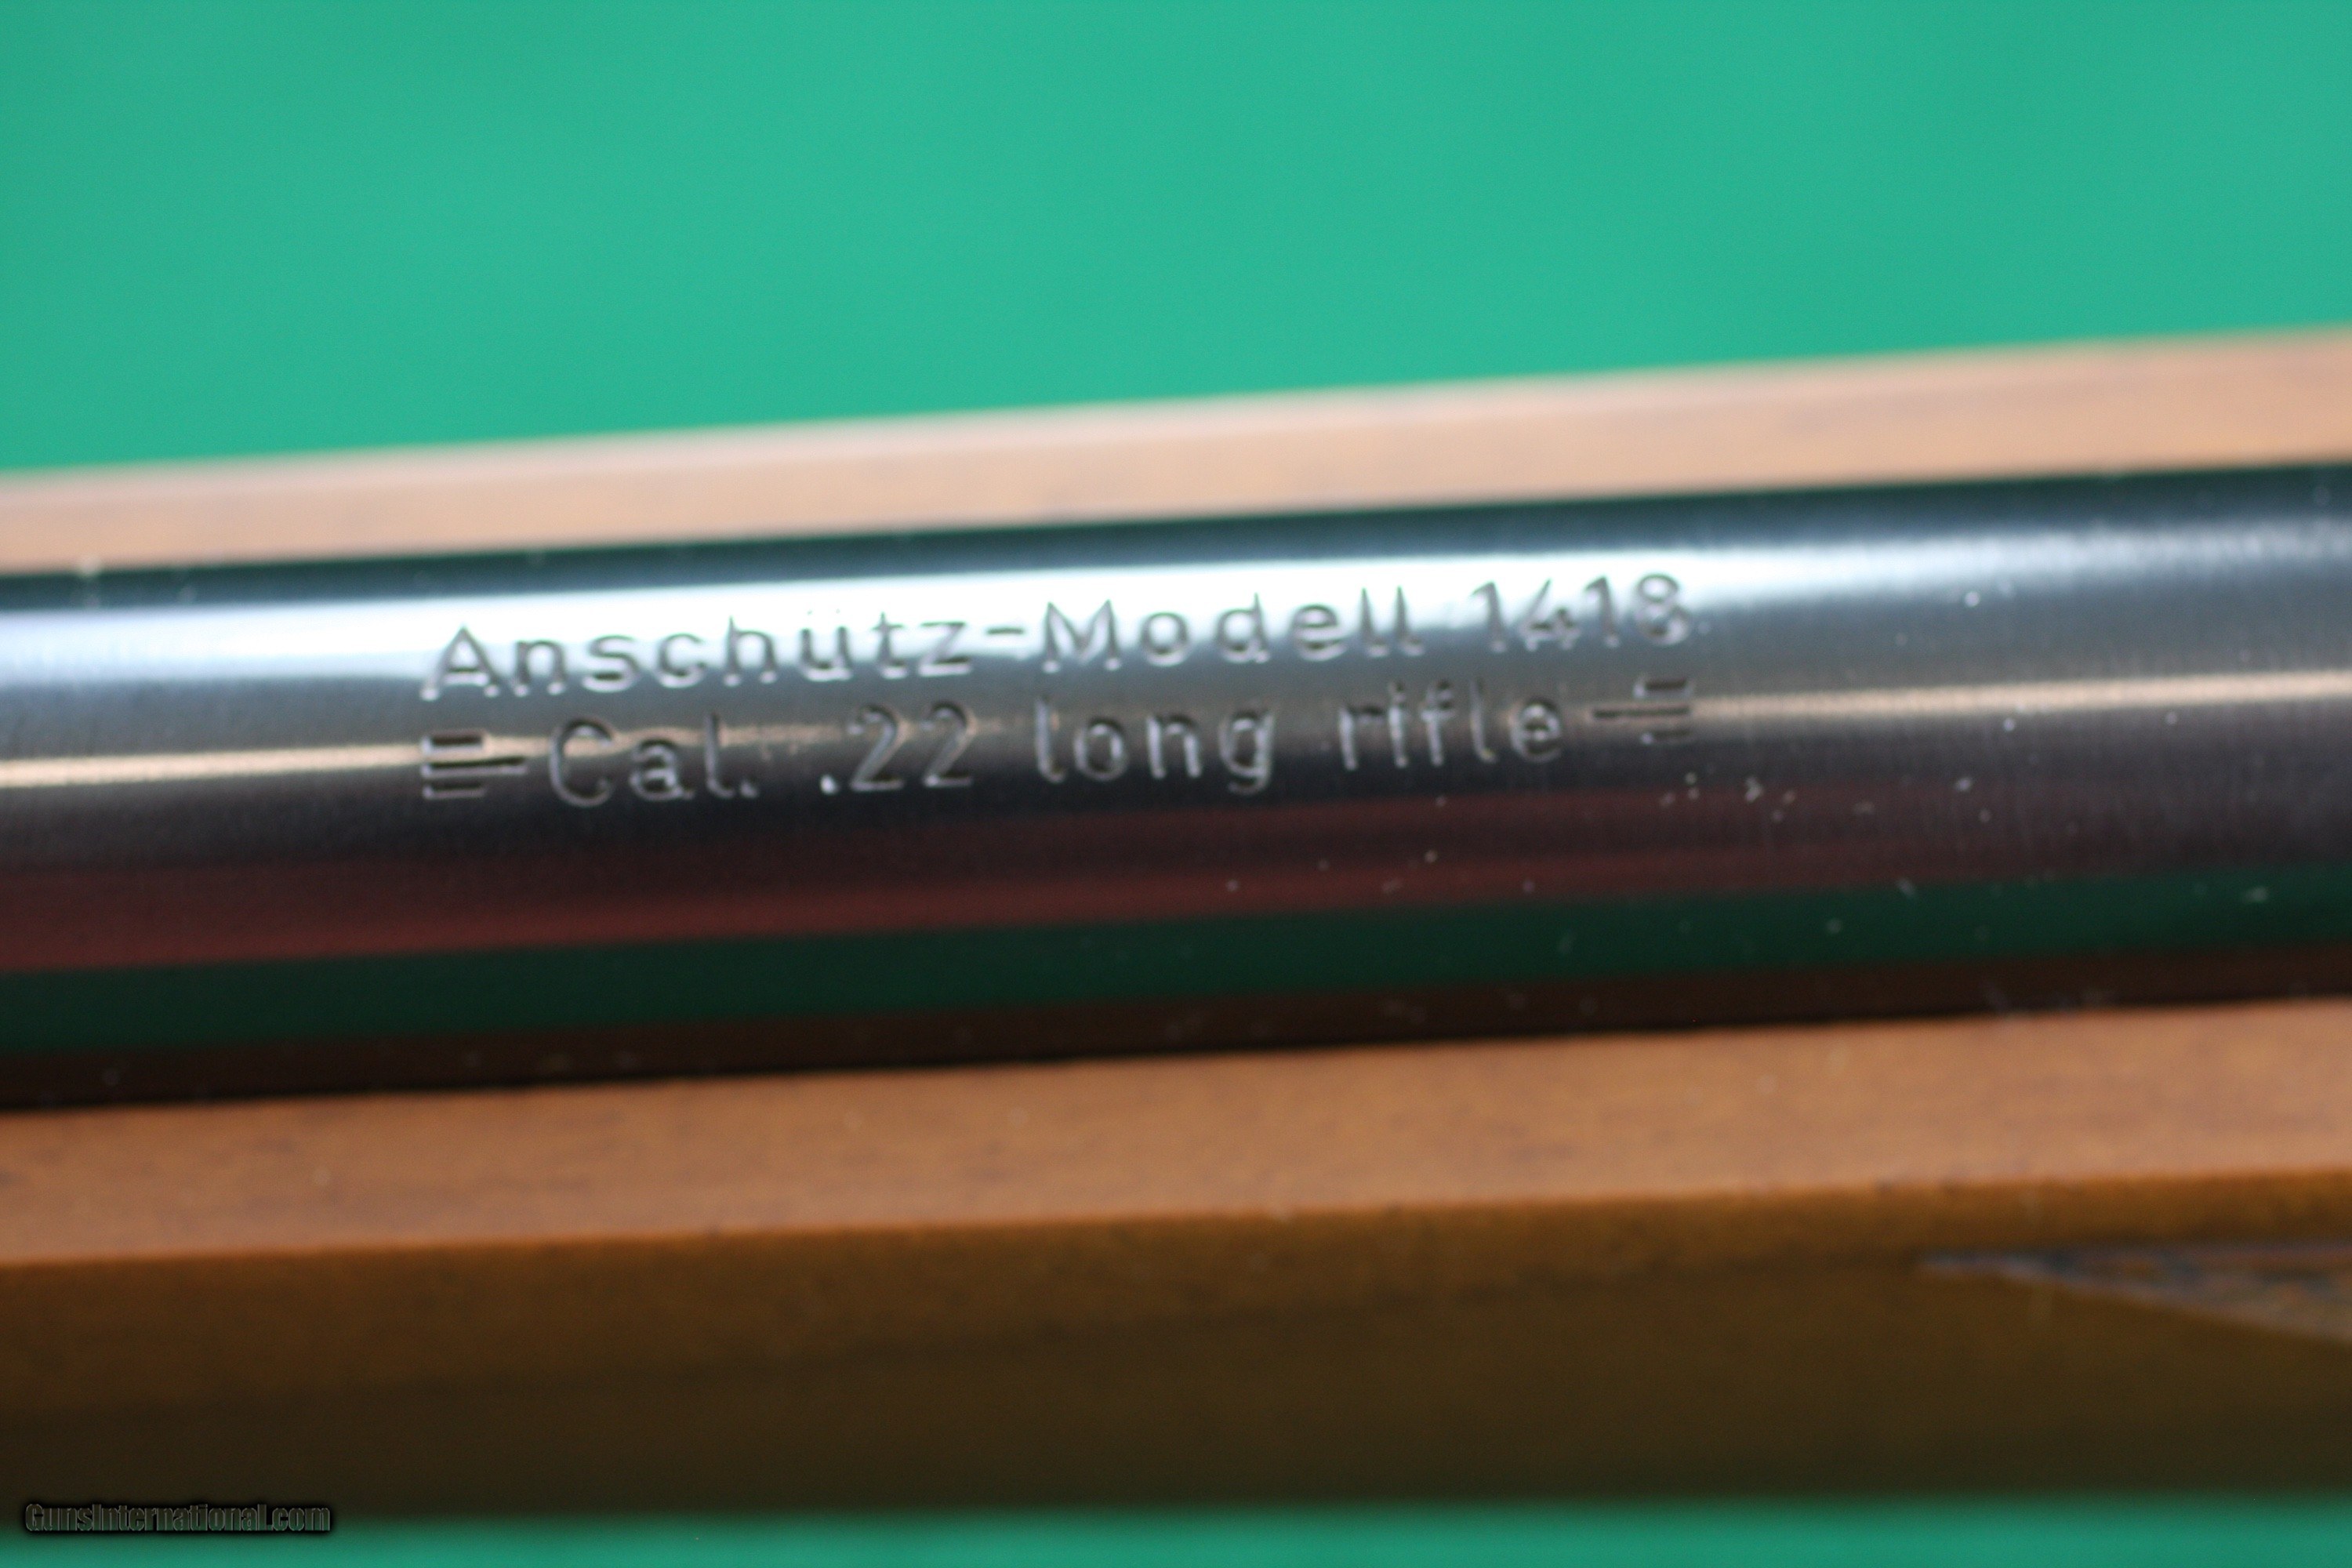 Anschütz-Modell 1418
Cal. .22 long rifle
GunsInternational.com